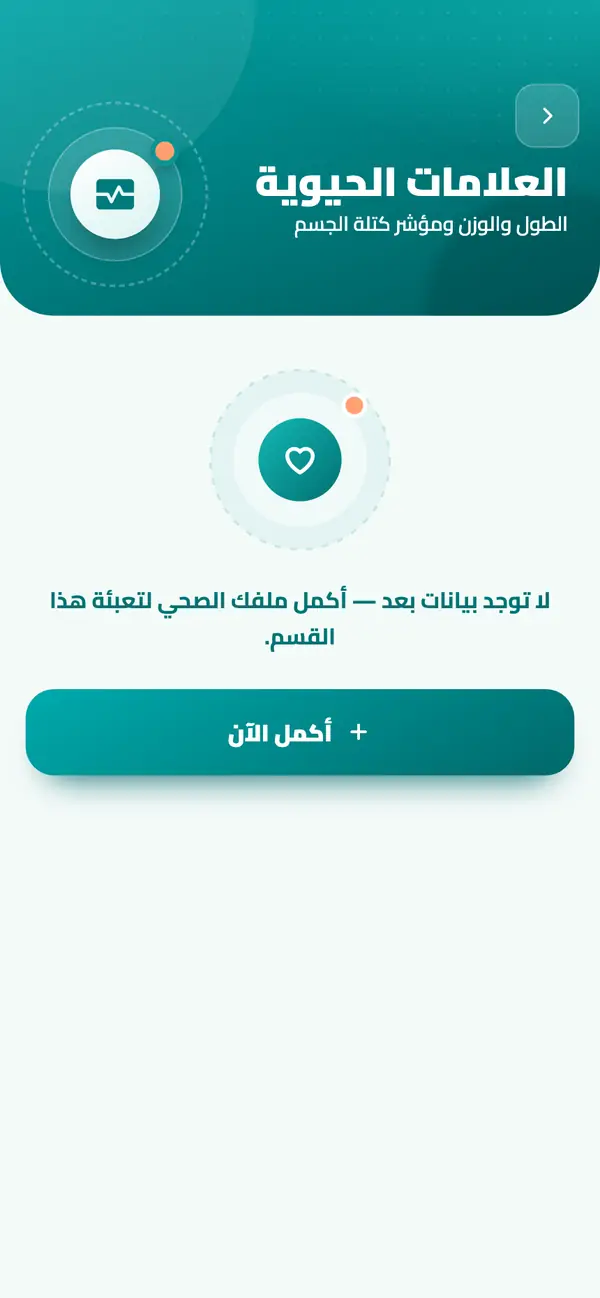 العلامات الحيوية
الطول والوزن ومؤشر كتلة الجسم
لا توجد بيانات بعد — أكمل ملفك الصحي لتعبئة هذا
القسم.
+ أكمل الآن